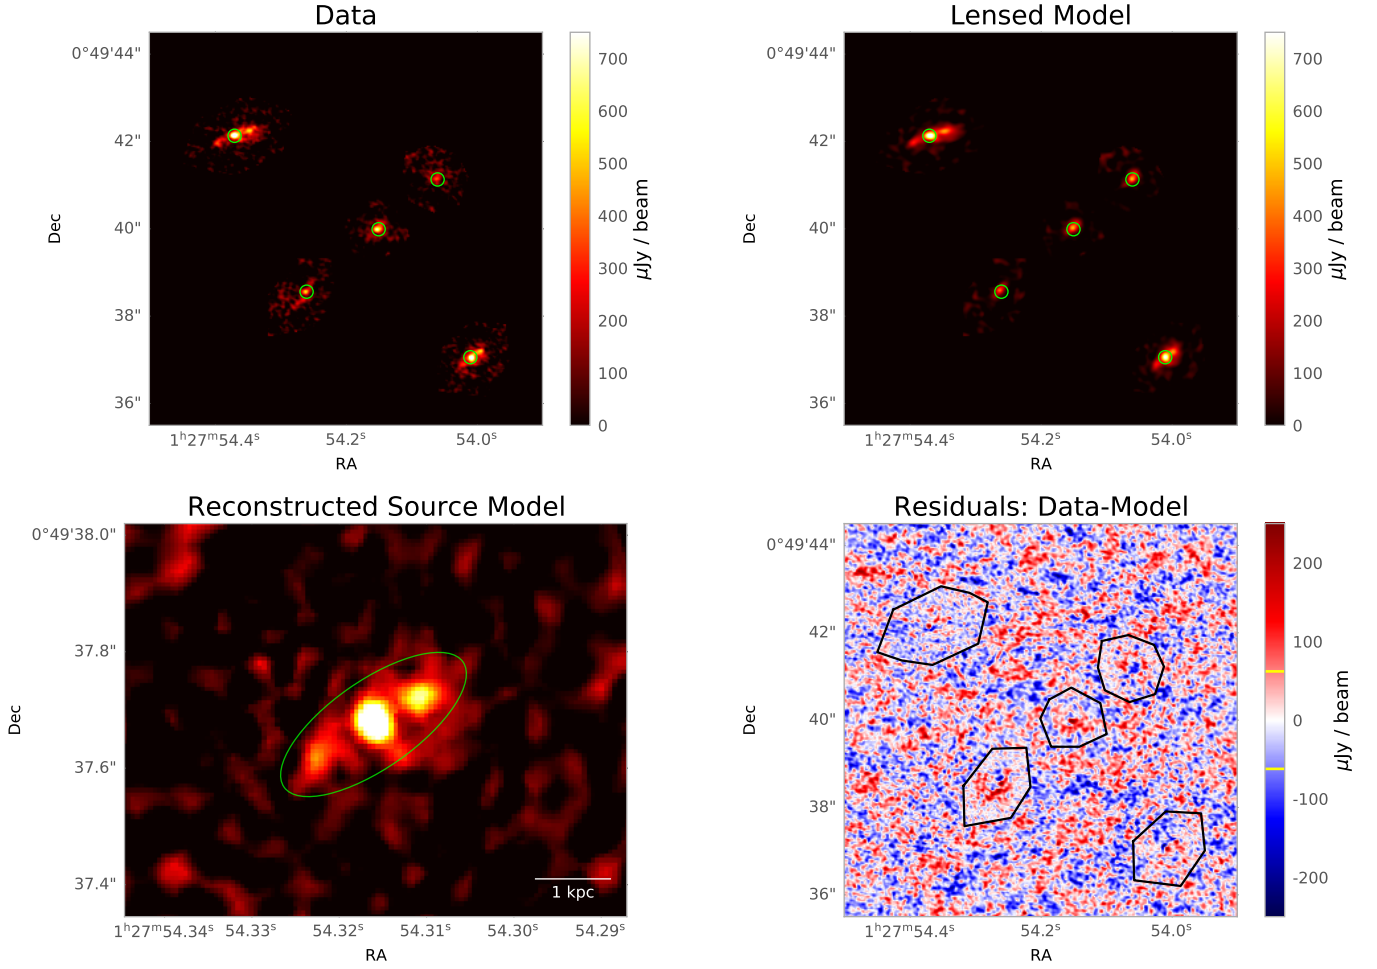 Data
0°49'44"
42"
40"
38"
36"
Dec
1ʰ27ᵐ54.4ˢ
54.2ˢ
54.0ˢ
RA
700
600
500
400
300
200
100
0
μJy / beam
Lensed Model
0°49'44"
42"
40"
38"
36"
Dec
1ʰ27ᵐ54.4ˢ
54.2ˢ
54.0ˢ
RA
700
600
500
400
300
200
100
0
μJy / beam
Reconstructed Source Model
0°49'38.0"
37.8"
37.6"
37.4"
Dec
1 kpc
1ʰ27ᵐ54.34ˢ
54.33ˢ
54.32ˢ
54.31ˢ
54.30ˢ
54.29ˢ
RA
Residuals: Data-Model
0°49'44"
42"
40"
38"
36"
Dec
1ʰ27ᵐ54.4ˢ
54.2ˢ
54.0ˢ
RA
200
100
0
-100
-200
μJy / beam